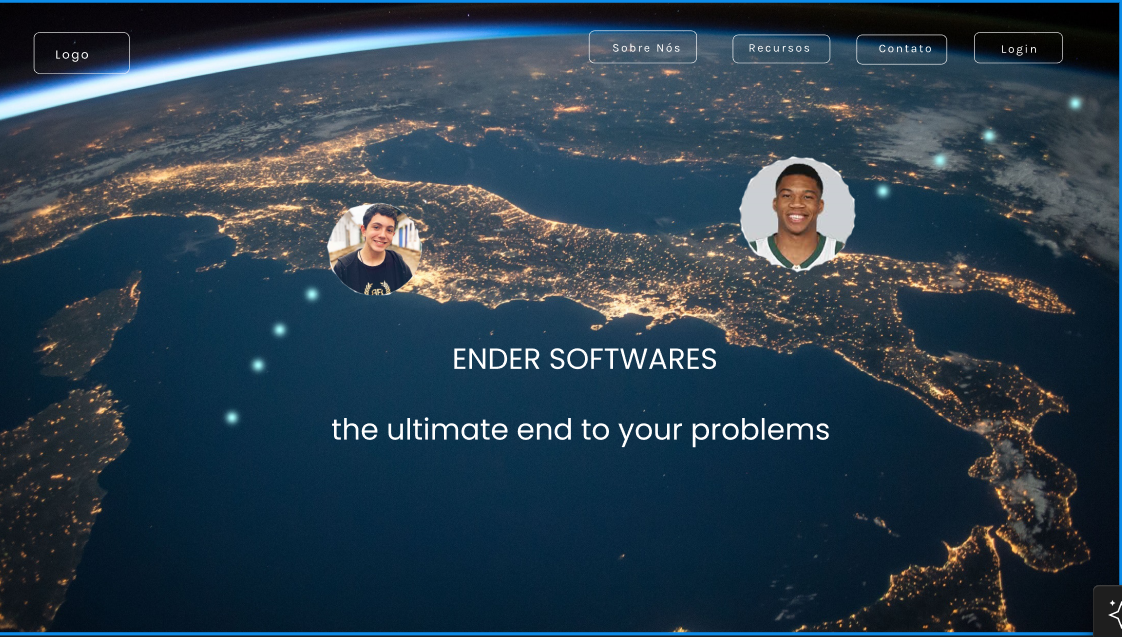 Logo
Sobre Nós
Recursos
Contato
Login
ENDER SOFTWARES
the ultimate end to your problems